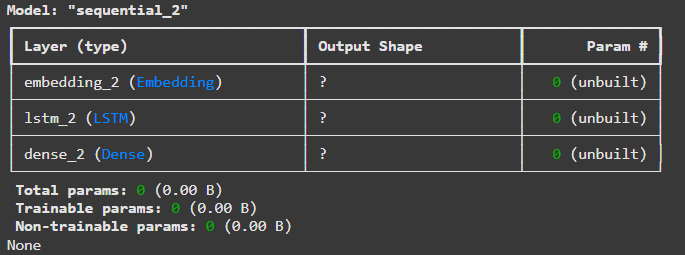 Model: "sequential_2"
Layer (type) Output Shape Param #
embedding_2 (Embedding) ? 0 (unbuilt)
lstm_2 (LSTM) ? 0 (unbuilt)
dense_2 (Dense) ? 0 (unbuilt)
Total params: 0 (0.00 B)
Trainable params: 0 (0.00 B)
Non-trainable params: 0 (0.00 B)
None